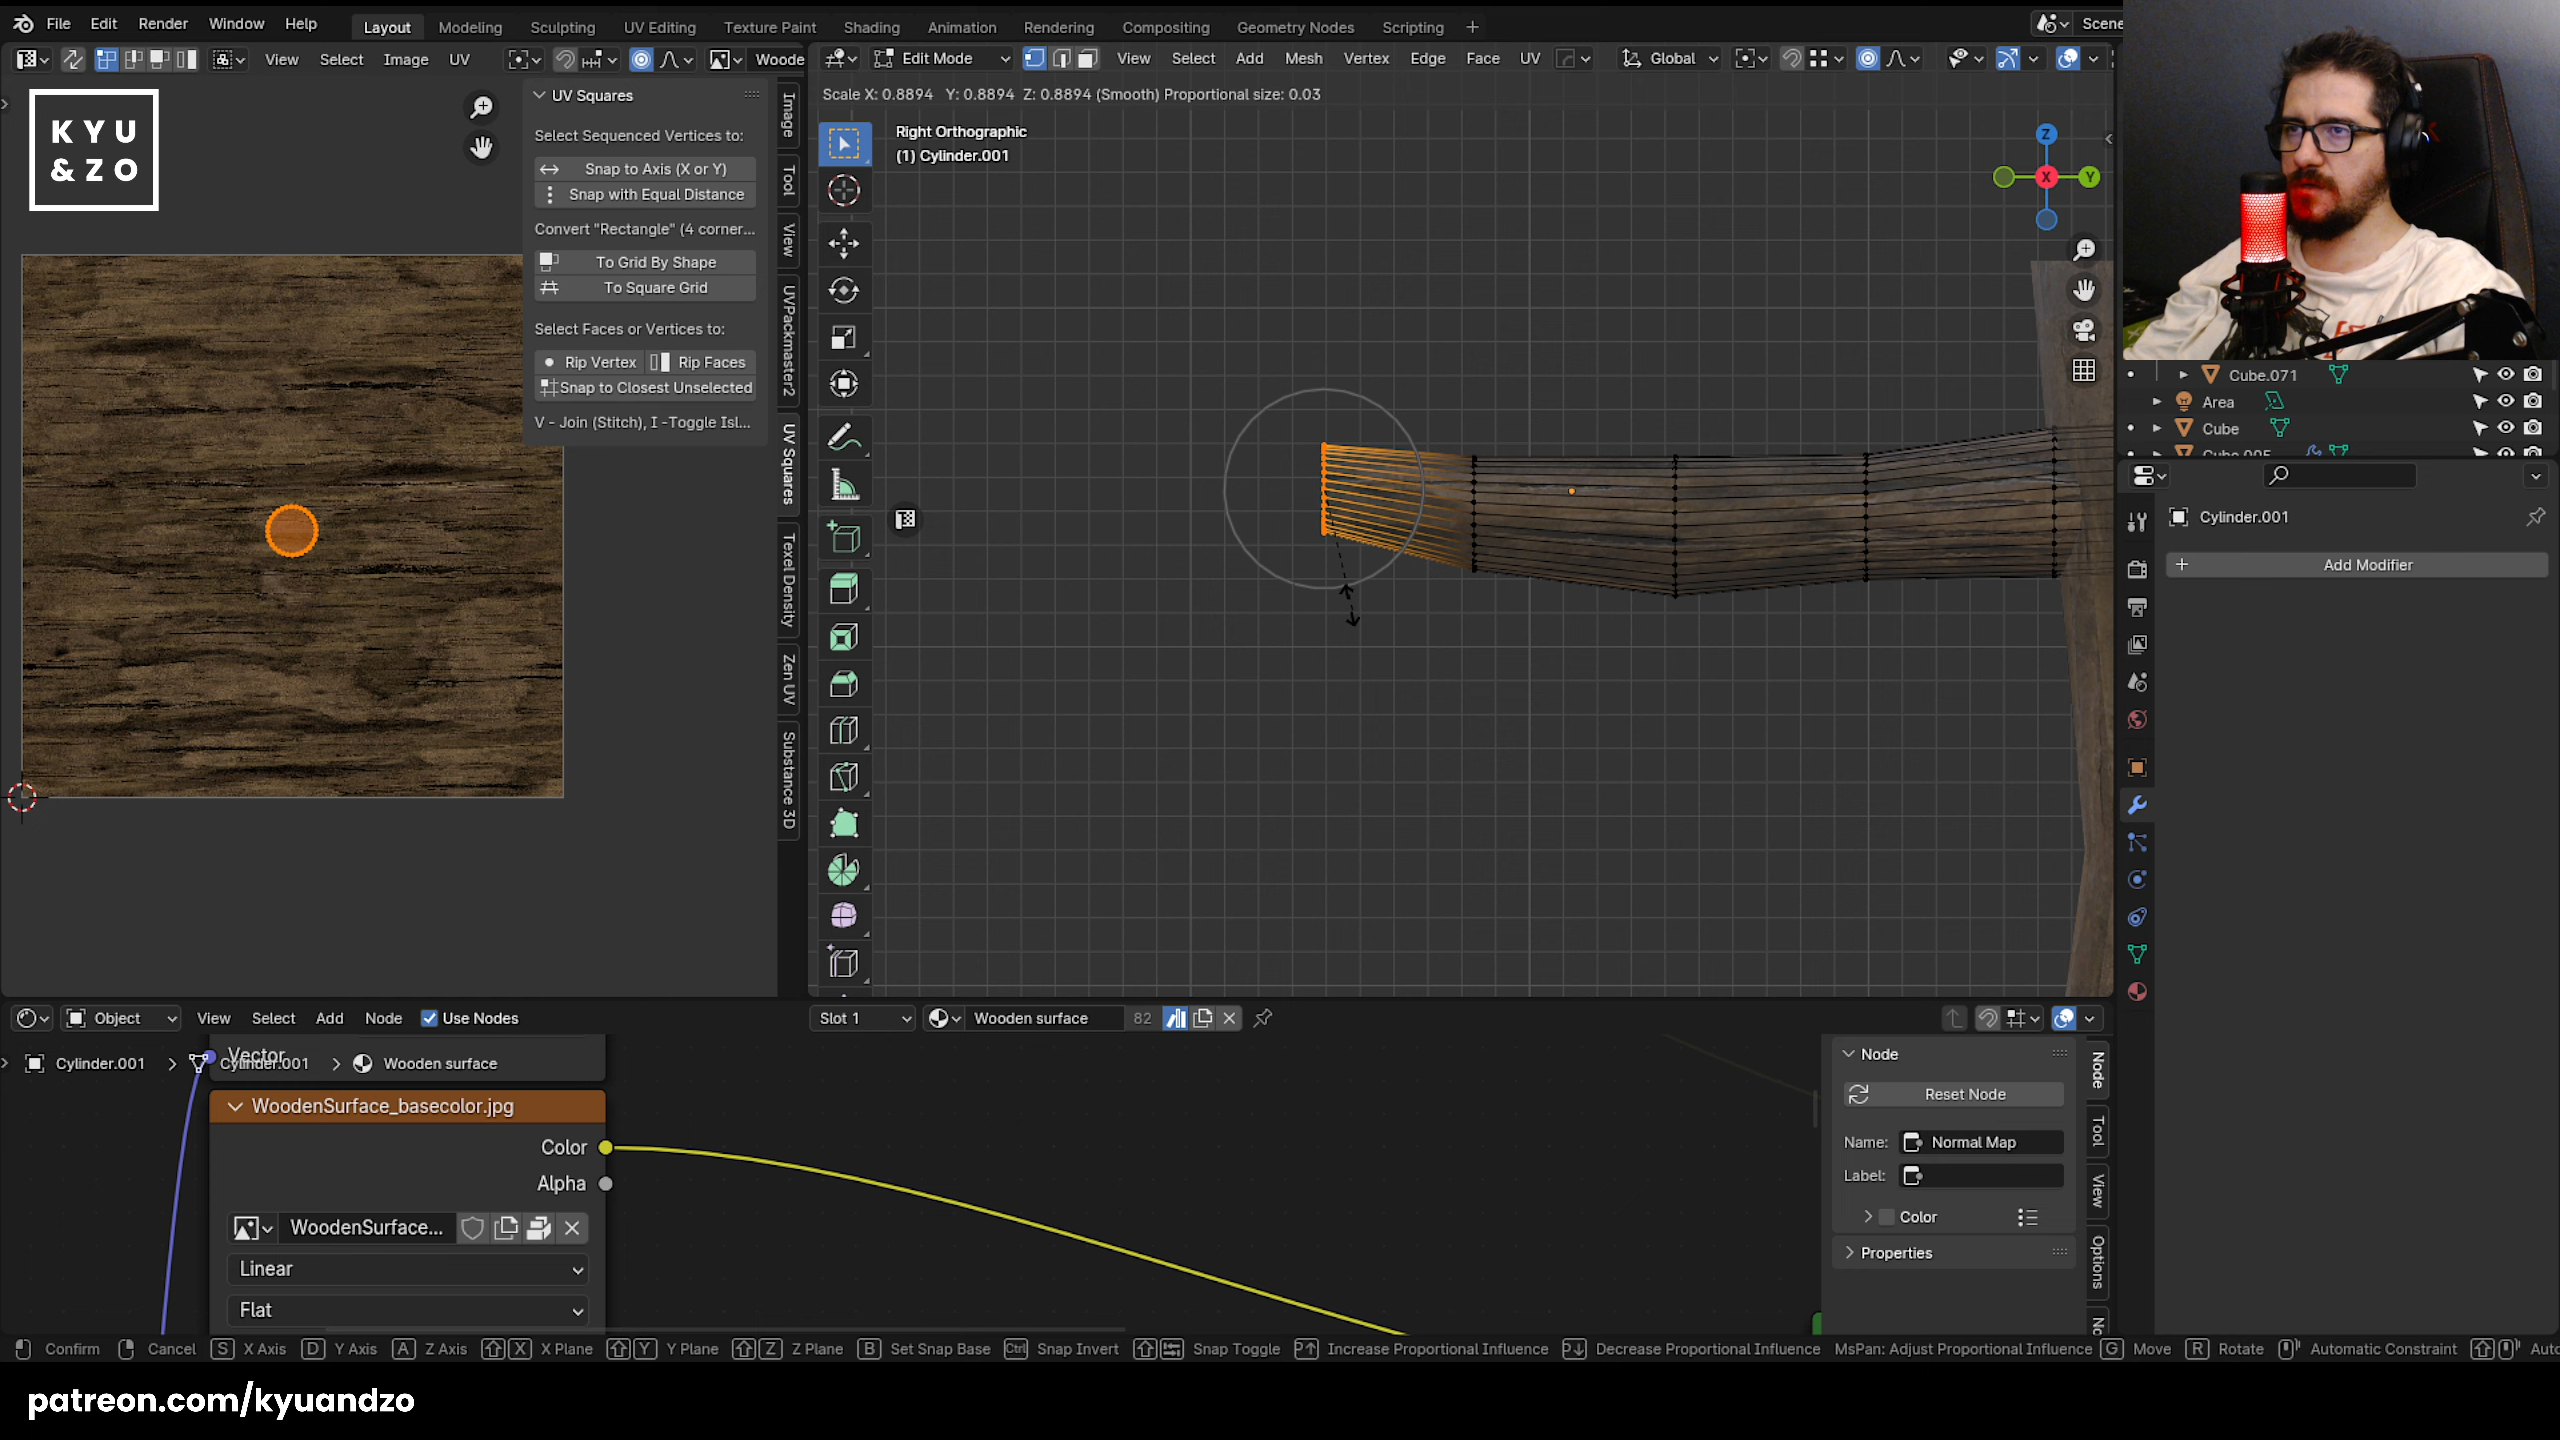 File Edit Render Window Help Layout Modeling Sculpting UV Editing Texture Paint Shading Animation Rendering Compositing Geometry Nodes Scripting + Scene
View Select Image UV Woode
Edit Mode View Select Add Mesh Vertex Edge Face UV Global
Scale X: 0.8894 Y: 0.8894 Z: 0.8894 (Smooth) Proportional size: 0.03
Right Orthographic
(1) Cylinder.001
KYU
&ZO
UV Squares
Select Sequenced Vertices to:
Snap to Axis (X or Y)
Snap with Equal Distance
Convert "Rectangle" (4 corner...
To Grid By Shape
To Square Grid
Select Faces or Vertices to:
Rip Vertex Rip Faces
Snap to Closest Unselected
V - Join (Stitch), I -Toggle Isl...
Image
Tool
View
UVPackmaster2
UV Squares
Texel Density
Zen UV
Substance 3D
Z
X
Y
Cube.071
Area
Cube
Cube.005
Cylinder.001
+ Add Modifier
Object View Select Add Node Use Nodes
Slot 1 Wooden surface 82
Vector
Cylinder.001 > Cylinder.001 > Wooden surface
WoodenSurface_basecolor.jpg
Color
Alpha
WoodenSurface...
Linear
Flat
Node
Reset Node
Name: Normal Map
Label:
Color
Properties
Node
Tool
View
Options
No
Confirm Cancel S X Axis D Y Axis A Z Axis X X Plane Y Y Plane Z Z Plane B Set Snap Base Ctrl Snap Invert Snap Toggle Increase Proportional Influence Decrease Proportional Influence MsPan: Adjust Proportional Influence G Move R Rotate Automatic Constraint Auto
patreon.com/kyuandzo